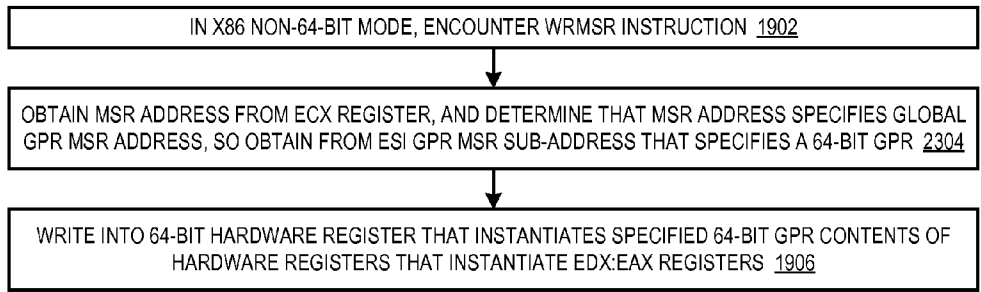 IN X86 NON-64-BIT MODE, ENCOUNTER WRMSR INSTRUCTION 1902
OBTAIN MSR ADDRESS FROM ECX REGISTER, AND DETERMINE THAT MSR ADDRESS SPECIFIES GLOBAL
GPR MSR ADDRESS, SO OBTAIN FROM ESI GPR MSR SUB-ADDRESS THAT SPECIFIES A 64-BIT GPR 2304
WRITE INTO 64-BIT HARDWARE REGISTER THAT INSTANTIATES SPECIFIED 64-BIT GPR CONTENTS OF
HARDWARE REGISTERS THAT INSTANTIATE EDX:EAX REGISTERS 1906